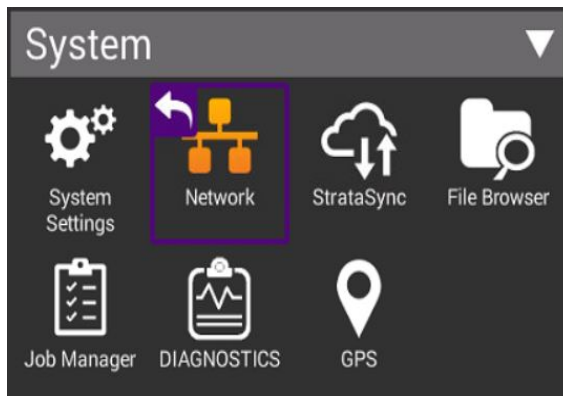 System
System
Settings
Network
StrataSync
File Browser
Job Manager
DIAGNOSTICS
GPS